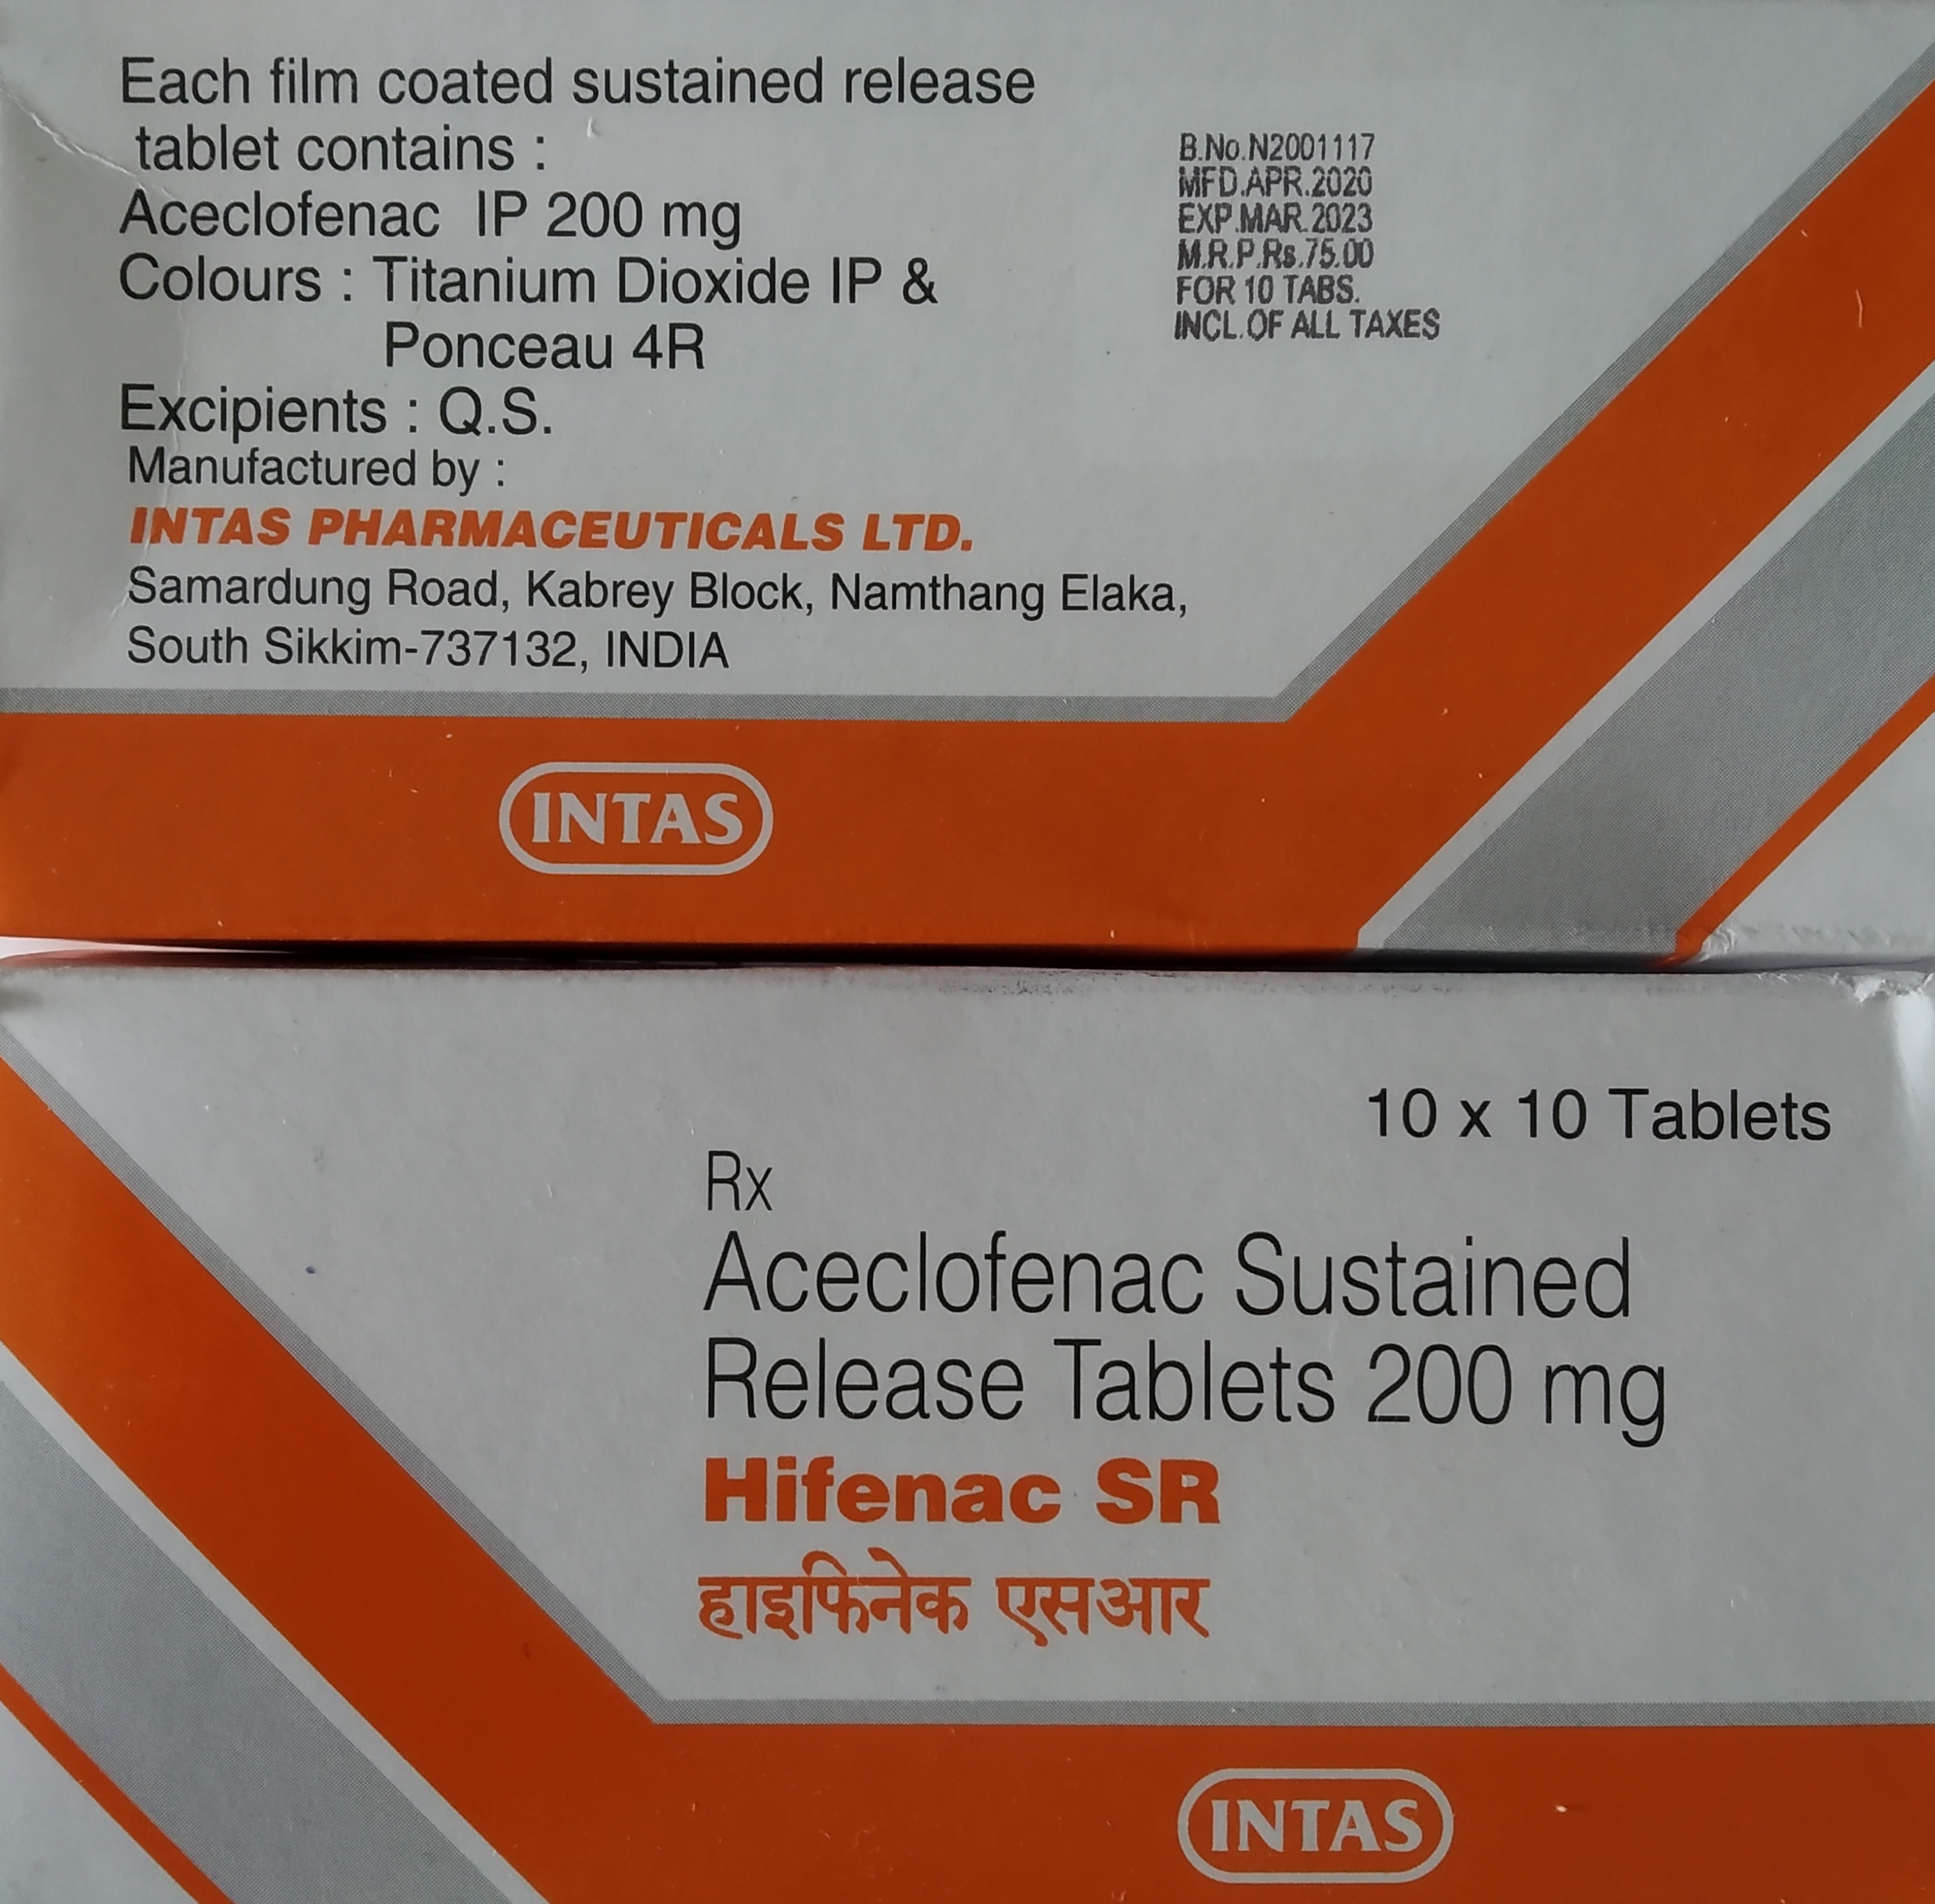 Each film coated sustained release
tablet contains :
Aceclofenac IP 200 mg
Colours : Titanium Dioxide IP &
Ponceau 4R
Excipients : Q.S.
Manufactured by :
INTAS PHARMACEUTICALS LTD.
Samardung Road, Kabrey Block, Namthang Elaka,
South Sikkim-737132, INDIA
B.No.N2001117
MFD.APR.2020
EXP.MAR.2023
M.R.P.Rs.75.00
FOR 10 TABS.
INCL.OF ALL TAXES
INTAS
10 x 10 Tablets
Rx
Aceclofenac Sustained
Release Tablets 200 mg
Hifenac SR
हाइफिनेक एसआर
INTAS